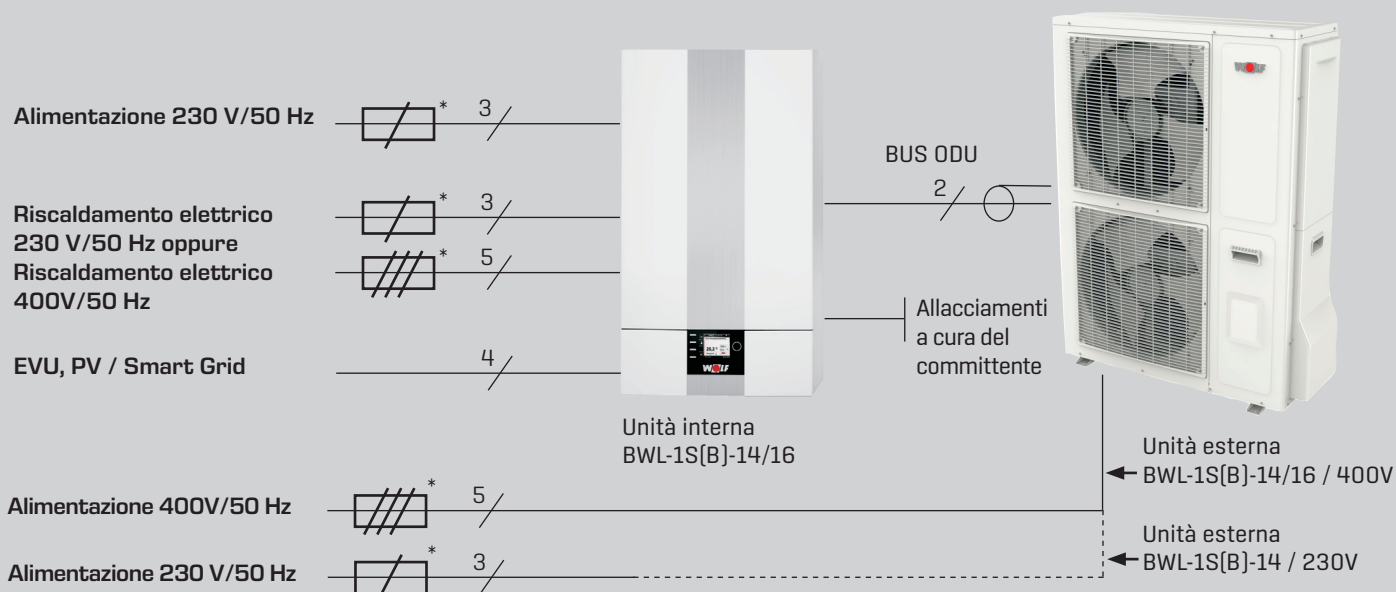 WOLF
Alimentazione 230 V/50 Hz
* 3
BUS ODU
2
Riscaldamento elettrico
230 V/50 Hz oppure
* 3
Riscaldamento elettrico
400V/50 Hz
* 5
Allacciamenti
a cura del
committente
EVU, PV / Smart Grid
4
WOLF
Unità interna
BWL-1S(B)-14/16
Unità esterna
BWL-1S(B)-14/16 / 400V
Alimentazione 400V/50 Hz
* 5
Unità esterna
BWL-1S(B)-14 / 230V
Alimentazione 230 V/50 Hz
* 3